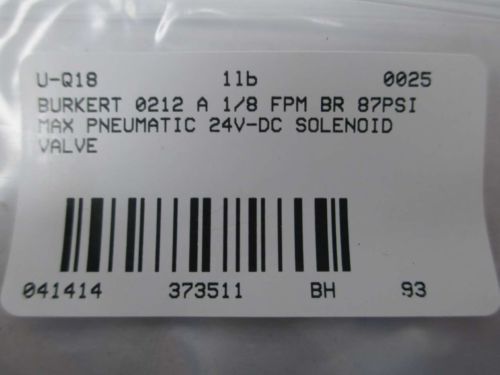 U-Q18 1lb 0025
BURKERT 0212 A 1/8 FPM BR 87PSI
MAX PNEUMATIC 24V-DC SOLENOID
VALVE
041414 373511 BH 93